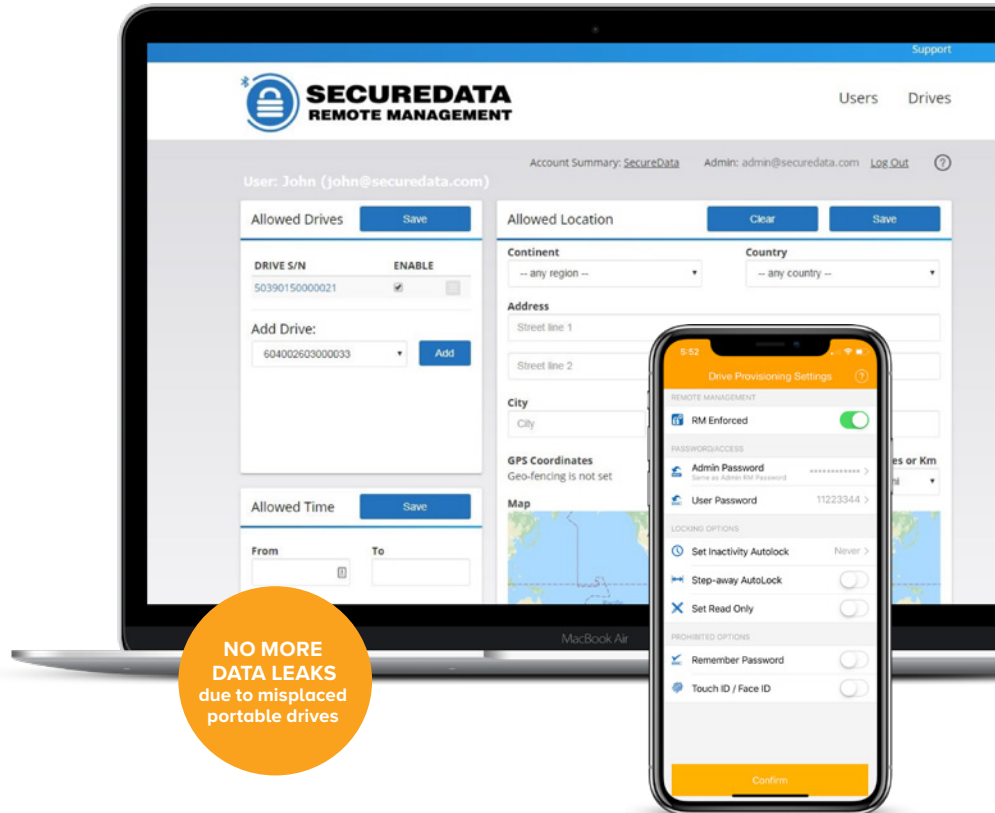 Support
SECUREDATA
REMOTE MANAGEMENT
Users Drives
Account Summary: SecureData Admin: admin@securedata.com Log Out ?
User: John (john@securedata.com)
Allowed Drives Save
DRIVE S/N ENABLE
50390150000021
Add Drive:
604002603000033 Add
Allowed Time Save
From To
Allowed Location Clear Save
Continent Country
-- any region -- -- any country --
Address
Street line 1
Street line 2
City
City
GPS Coordinates
Geo-fencing is not set
es or Km
Map
MacBook Air
5:52
Drive Provisioning Settings ?
REMOTE MANAGEMENT
RM Enforced
PASSWORD/ACCESS
Admin Password ************ >
Same as Admin RM Password
User Password 11223344 >
LOCKING OPTIONS
Set Inactivity Autolock Never >
Step-away AutoLock
Set Read Only
PROHIBITED OPTIONS
Remember Password
Touch ID / Face ID
Confirm
NO MORE
DATA LEAKS
due to misplaced
portable drives